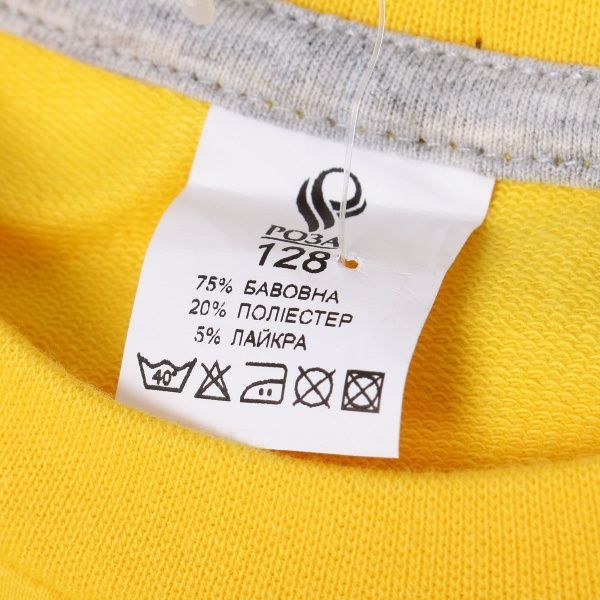 РОЗА
128
75% БАВОВНА
20% ПОЛІЕСТЕР
5% ЛАЙКРА
40°